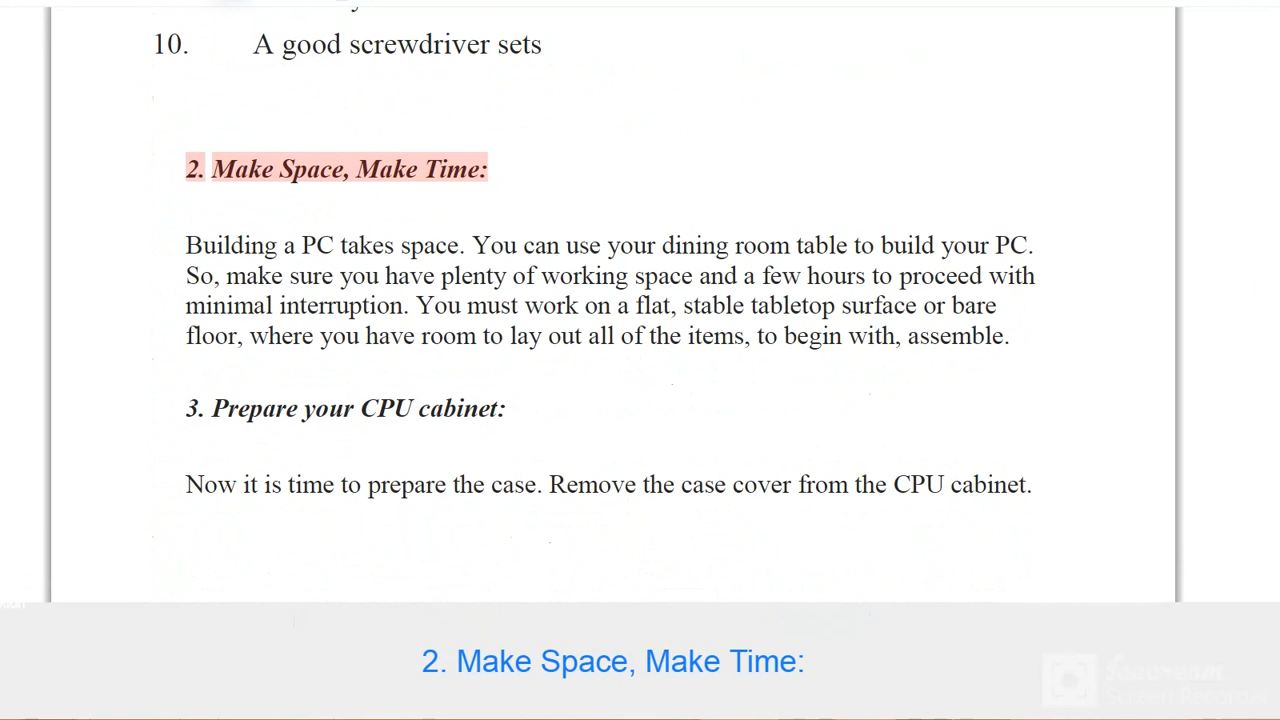 10. A good screwdriver sets
2. Make Space, Make Time:
Building a PC takes space. You can use your dining room table to build your PC.
So, make sure you have plenty of working space and a few hours to proceed with
minimal interruption. You must work on a flat, stable tabletop surface or bare
floor, where you have room to lay out all of the items, to begin with, assemble.
3. Prepare your CPU cabinet:
Now it is time to prepare the case. Remove the case cover from the CPU cabinet.
2. Make Space, Make Time:
Screen Recorder